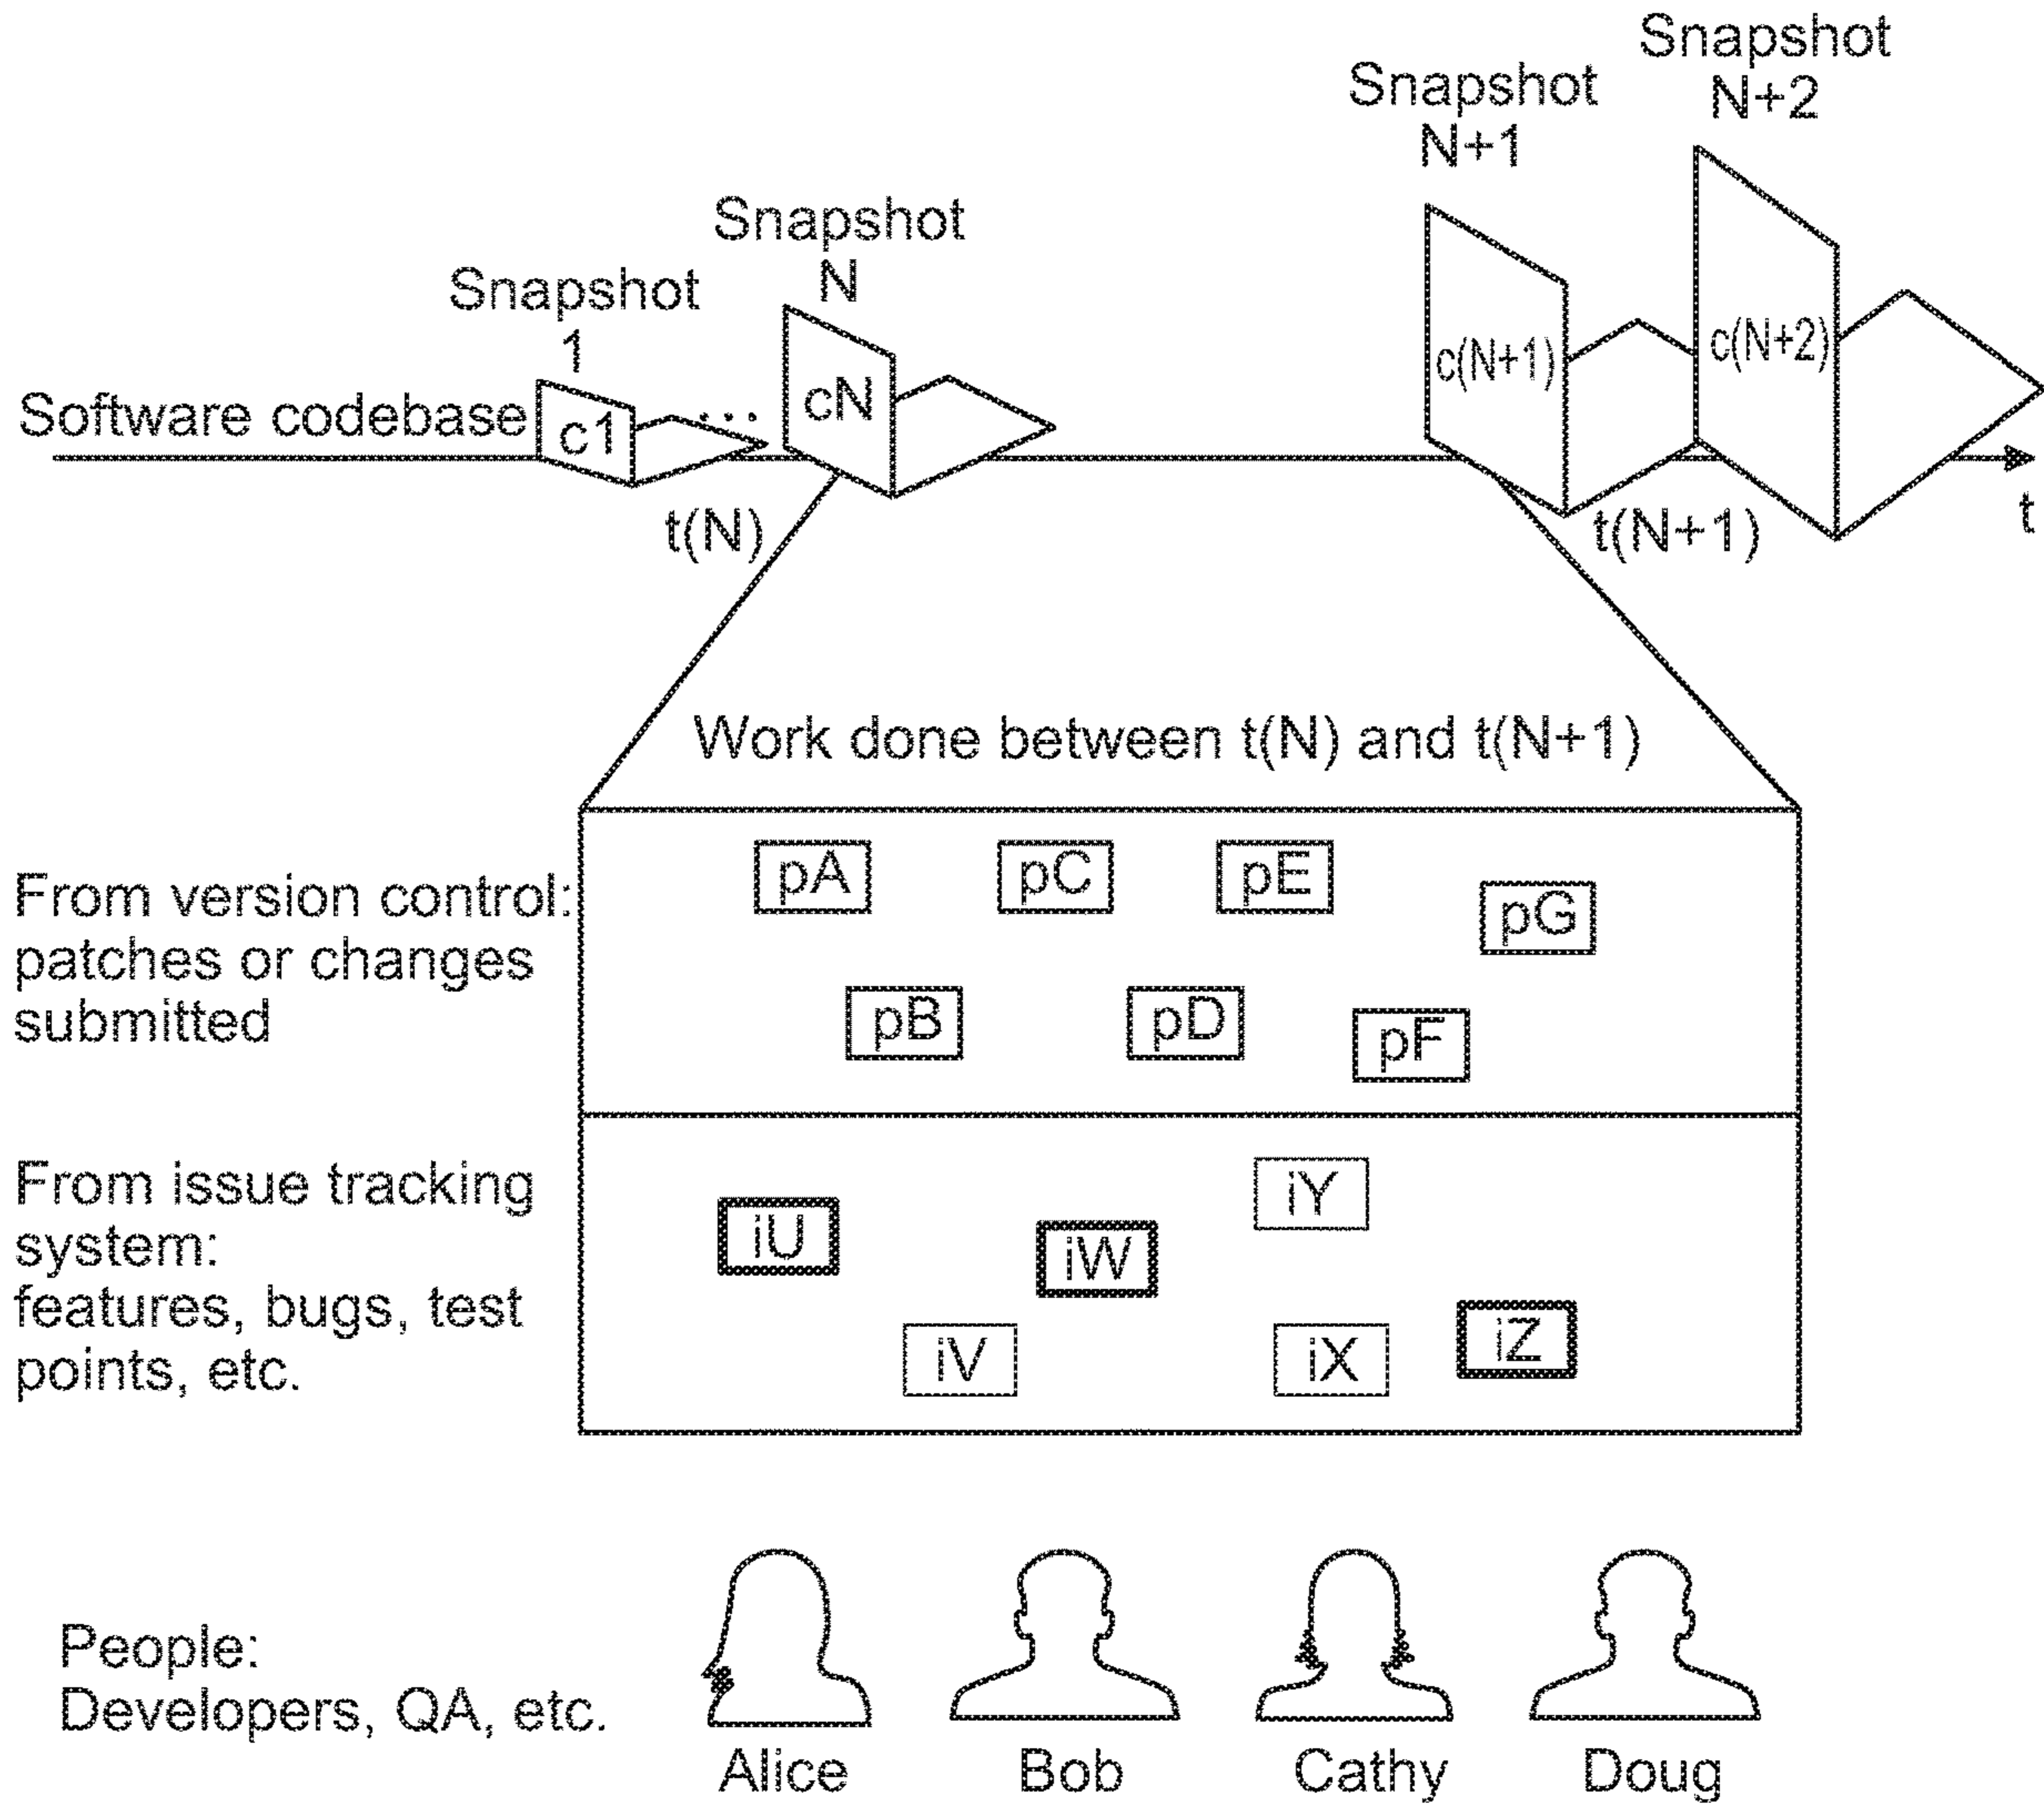 Snapshot
N+2
Snapshot
N+1
Snapshot
N
Snapshot
1
Software codebase
c1
...
cN
c(N+1)
c(N+2)
t(N)
t(N+1)
t
Work done between t(N) and t(N+1)
From version control:
patches or changes
submitted
pA
pC
pE
pG
pB
pD
pF
From issue tracking
system:
features, bugs, test
points, etc.
iY
iU
iW
iZ
iV
iX
People:
Developers, QA, etc.
Alice
Bob
Cathy
Doug